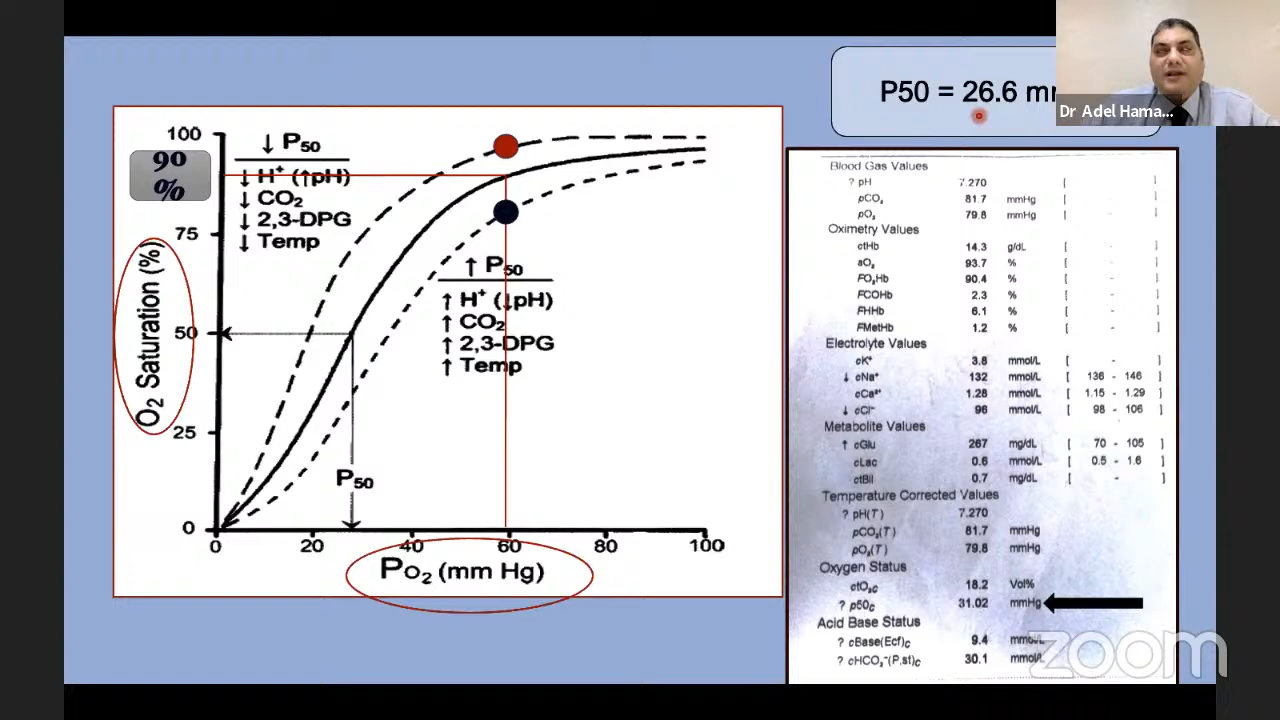 P50 = 26.6 m
Dr Adel Hama...
100
90
%
75
50
25
0
O2 Saturation (%)
↓ P50
↓ H+ (↑pH)
↓ CO2
↓ 2,3-DPG
↓ Temp
↑ P50
↑ H+ (↓pH)
↑ CO2
↑ 2,3-DPG
↑ Temp
P50
0 20 40 60 80 100
PO2 (mm Hg)
Blood Gas Values
? pH 7.270 [ - ]
pCO2 81.7 mmHg [ - ]
pO2 79.8 mmHg [ - ]
Oximetry Values
ctHb 14.3 g/dL [ - ]
sO2 93.7 % [ - ]
FO2Hb 90.4 % [ - ]
FCOHb 2.3 % [ - ]
FHHb 6.1 % [ - ]
FMetHb 1.2 % [ - ]
Electrolyte Values
cK+ 3.8 mmol/L [ - ]
↓ cNa+ 132 mmol/L [ 136 - 146 ]
cCa2+ 1.28 mmol/L [ 1.15 - 1.29 ]
↓ cCl- 96 mmol/L [ 98 - 106 ]
Metabolite Values
↑ cGlu 267 mg/dL [ 70 - 105 ]
cLac 0.6 mmol/L [ 0.5 - 1.6 ]
ctBil 0.7 mg/dL [ - ]
Temperature Corrected Values
? pH(T) 7.270
pCO2(T) 81.7 mmHg
pO2(T) 79.8 mmHg
Oxygen Status
ctO2c 18.2 Vol%
? p50c 31.02 mmHg
Acid Base Status
? cBase(Ecf)c 9.4 mmol/L
? cHCO3-(P,st)c 30.1 mmol/L
zoom